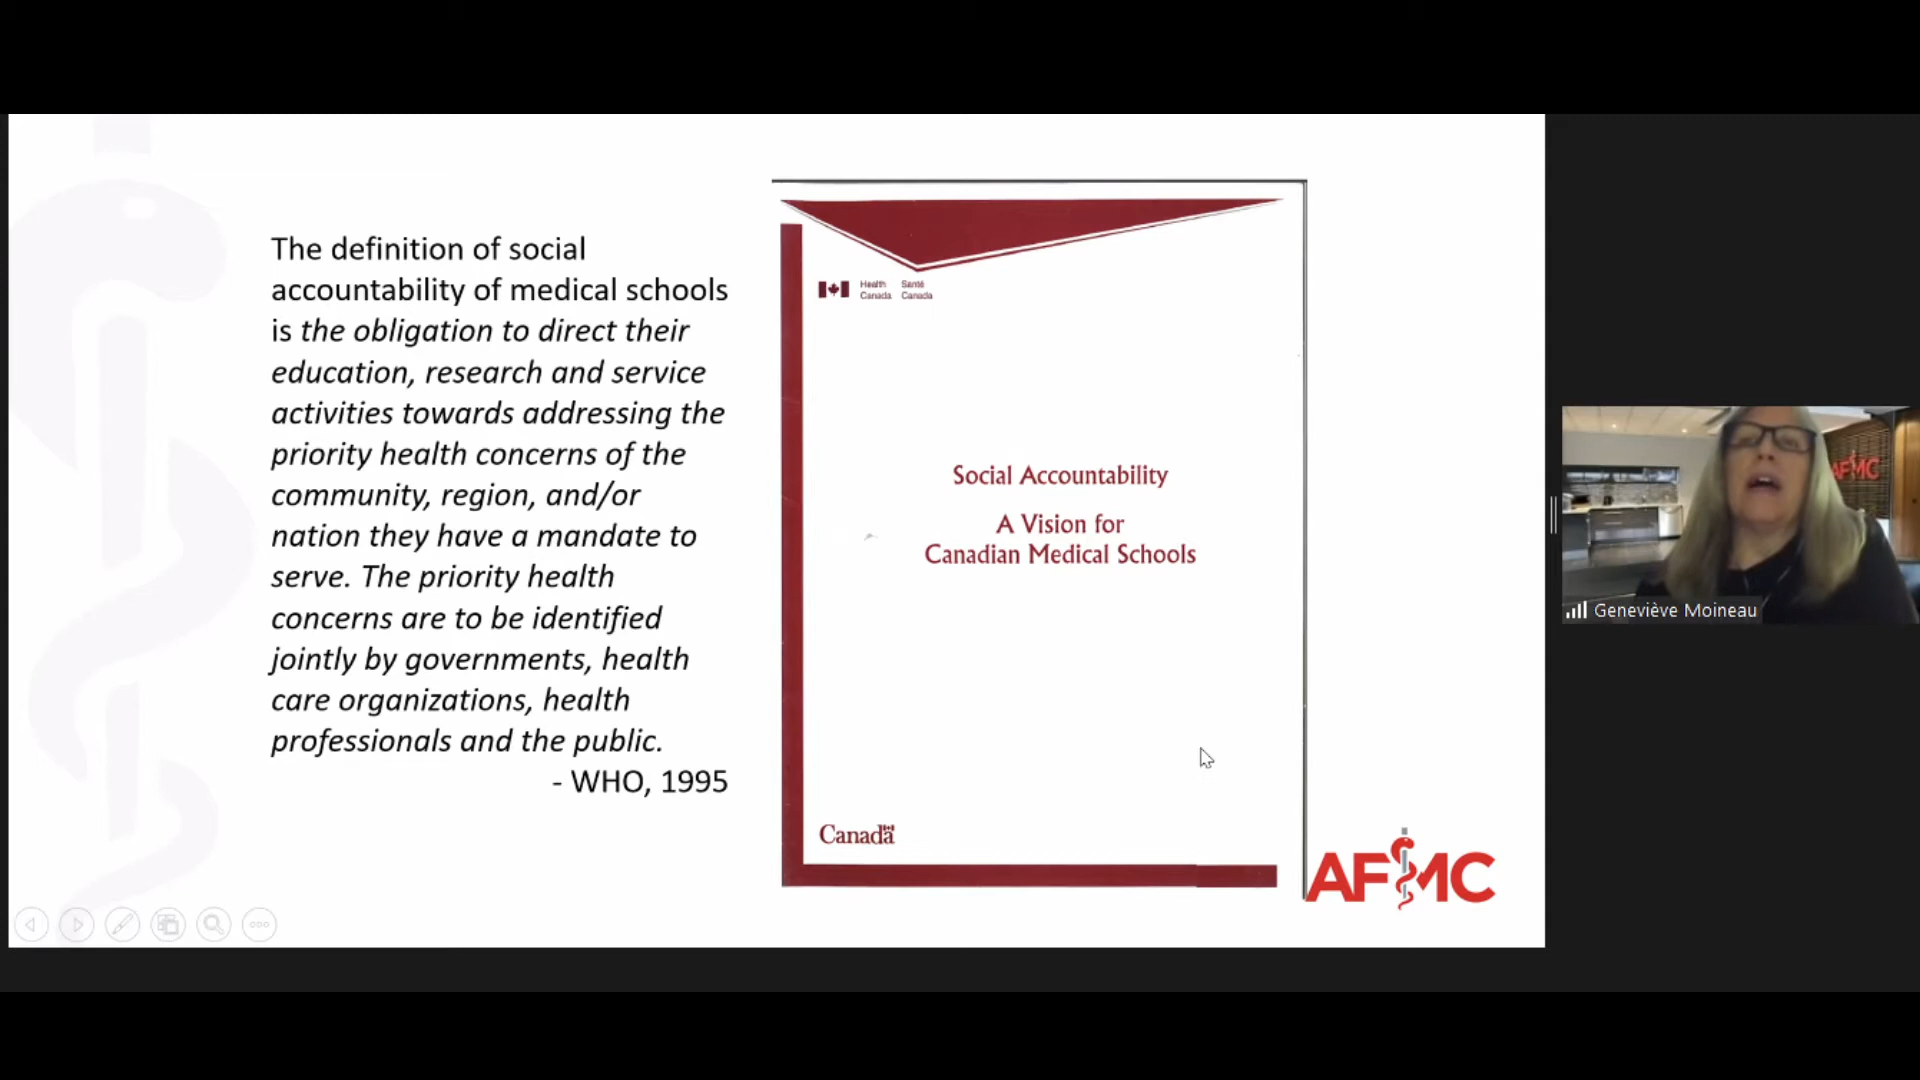 The definition of social
accountability of medical schools
is the obligation to direct their
education, research and service
activities towards addressing the
priority health concerns of the
community, region, and/or
nation they have a mandate to
serve. The priority health
concerns are to be identified
jointly by governments, health
care organizations, health
professionals and the public.
- WHO, 1995
Health Canada
Santé Canada
Social Accountability
A Vision for
Canadian Medical Schools
Canada
AFMC
AFMC
Geneviève Moineau